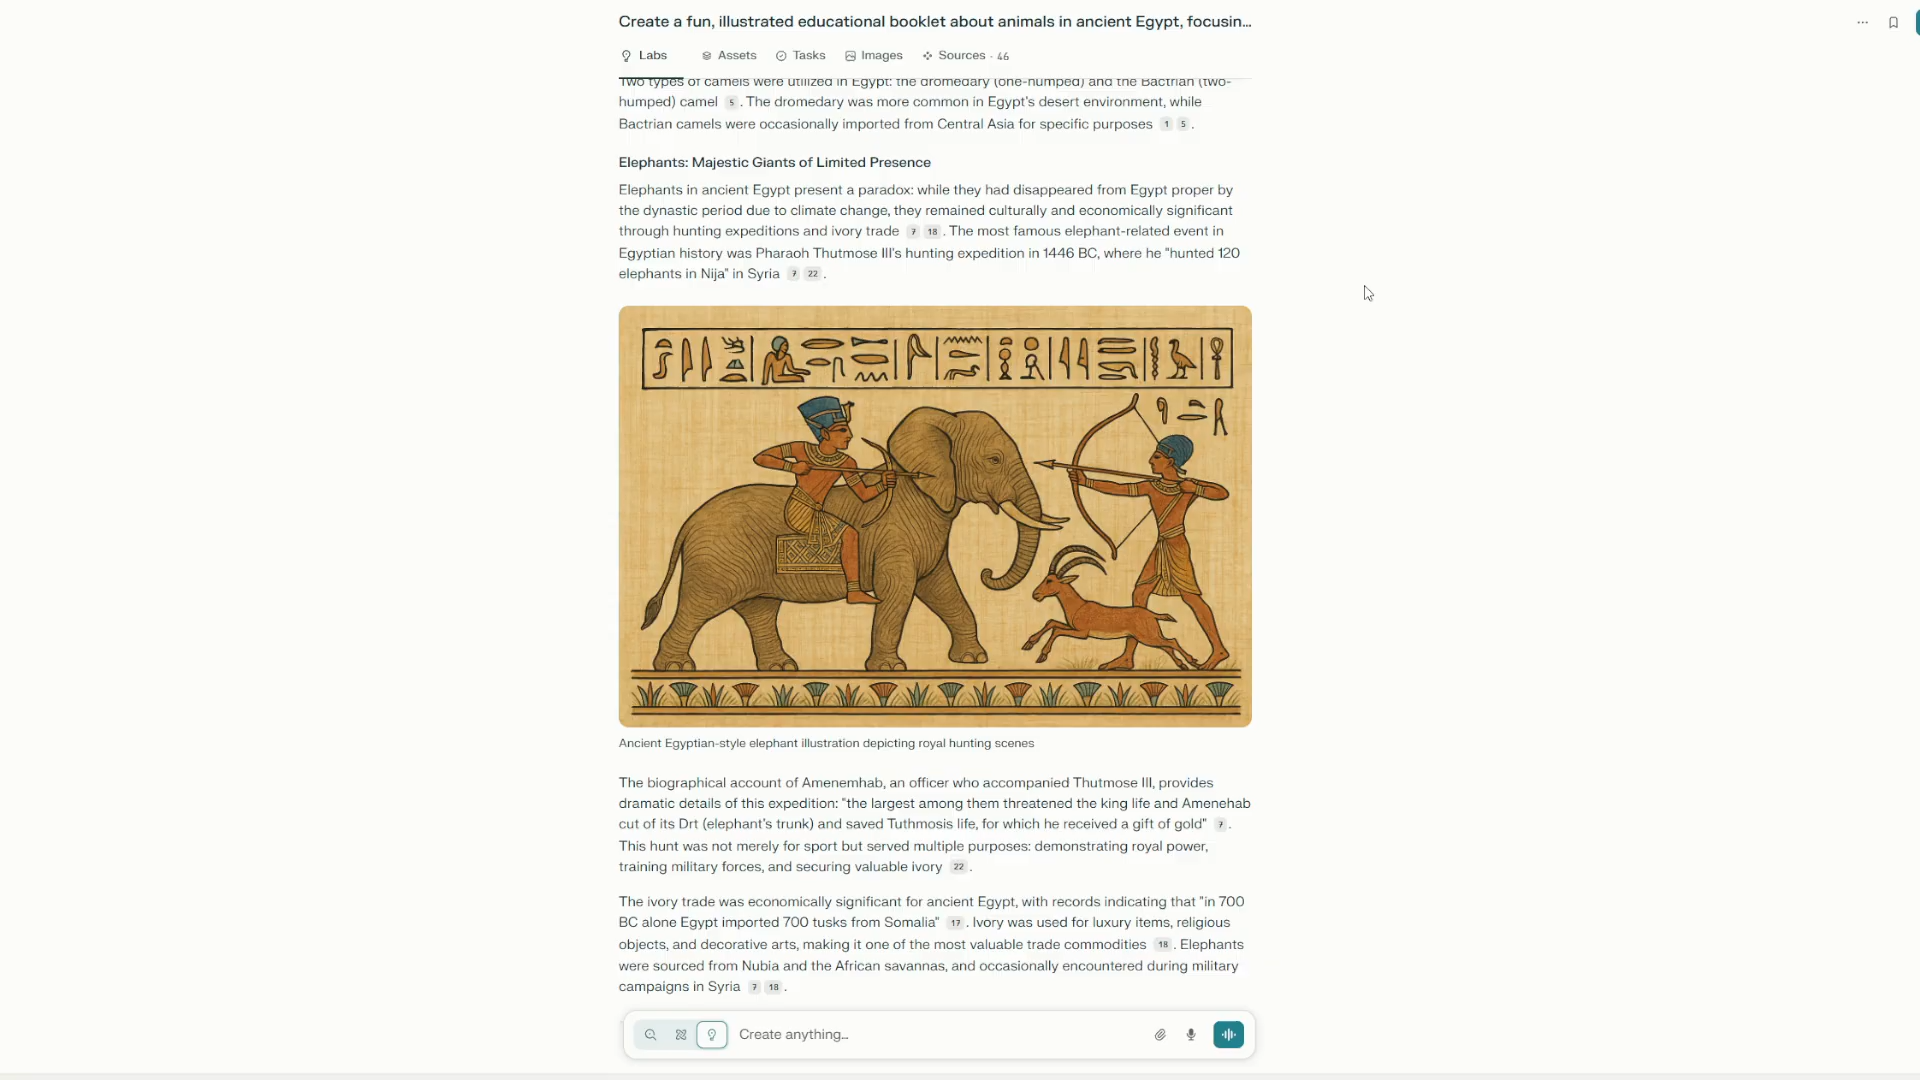 Create a fun, illustrated educational booklet about animals in ancient Egypt, focusin...
Labs
Assets
Tasks
Images
Sources · 46
Two types of camels were utilized in Egypt: the dromedary (one-humped) and the Bactrian (two-
humped) camel 5 . The dromedary was more common in Egypt's desert environment, while
Bactrian camels were occasionally imported from Central Asia for specific purposes 1 5 .
Elephants: Majestic Giants of Limited Presence
Elephants in ancient Egypt present a paradox: while they had disappeared from Egypt proper by
the dynastic period due to climate change, they remained culturally and economically significant
through hunting expeditions and ivory trade 7 18 . The most famous elephant-related event in
Egyptian history was Pharaoh Thutmose III's hunting expedition in 1446 BC, where he "hunted 120
elephants in Nija" in Syria 7 22 .
Ancient Egyptian-style elephant illustration depicting royal hunting scenes
The biographical account of Amenemhab, an officer who accompanied Thutmose III, provides
dramatic details of this expedition: "the largest among them threatened the king life and Amenehab
cut of its Drt (elephant's trunk) and saved Tuthmosis life, for which he received a gift of gold" 7 .
This hunt was not merely for sport but served multiple purposes: demonstrating royal power,
training military forces, and securing valuable ivory 22 .
The ivory trade was economically significant for ancient Egypt, with records indicating that "in 700
BC alone Egypt imported 700 tusks from Somalia" 17 . Ivory was used for luxury items, religious
objects, and decorative arts, making it one of the most valuable trade commodities 18 . Elephants
were sourced from Nubia and the African savannas, and occasionally encountered during military
campaigns in Syria 7 18 .
Create anything...